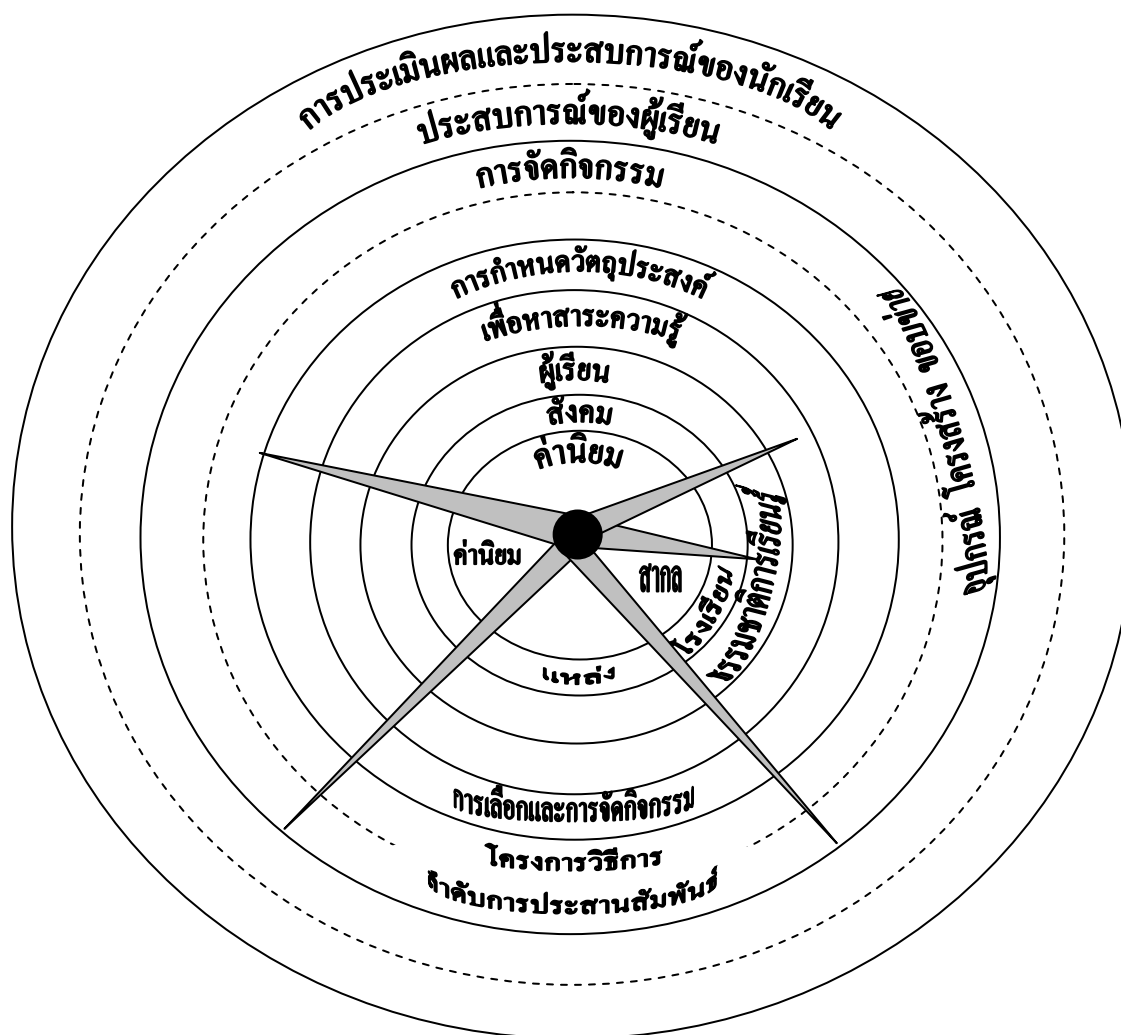 การประเมินผลและประสบการณ์ของนักเรียน
ประสบการณ์ของผู้เรียน
การจัดกิจกรรม
การกำหนดวัตถุประสงค์
เพื่อหาสาระความรู้
ผู้เรียน
สังคม
ค่านิยม
ค่านิยม
สากล
โรงเรียน
ธรรมชาติการเรียนรู้
อุปกรณ์ โครงสร้าง ขอบข่าย
แหล่ง
การเลือกและการจัดกิจกรรม
โครงการวิธีการ
ลำดับการประสานสัมพันธ์